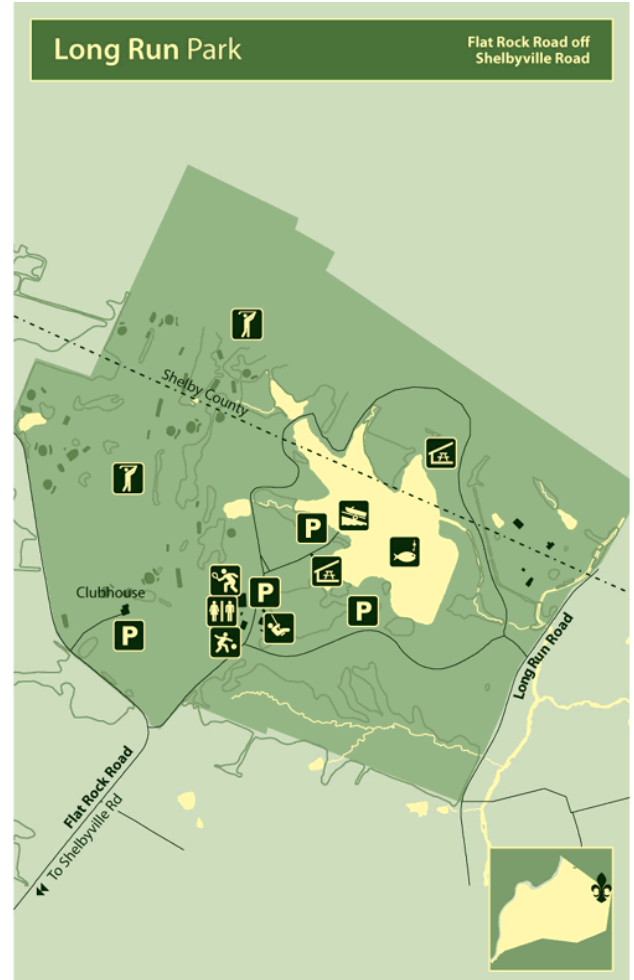 Long Run Park
Flat Rock Road off
Shelbyville Road
Shelby County
P
P
Clubhouse
P
P
Long Run Road
Flat Rock Road
To Shelbyville Rd